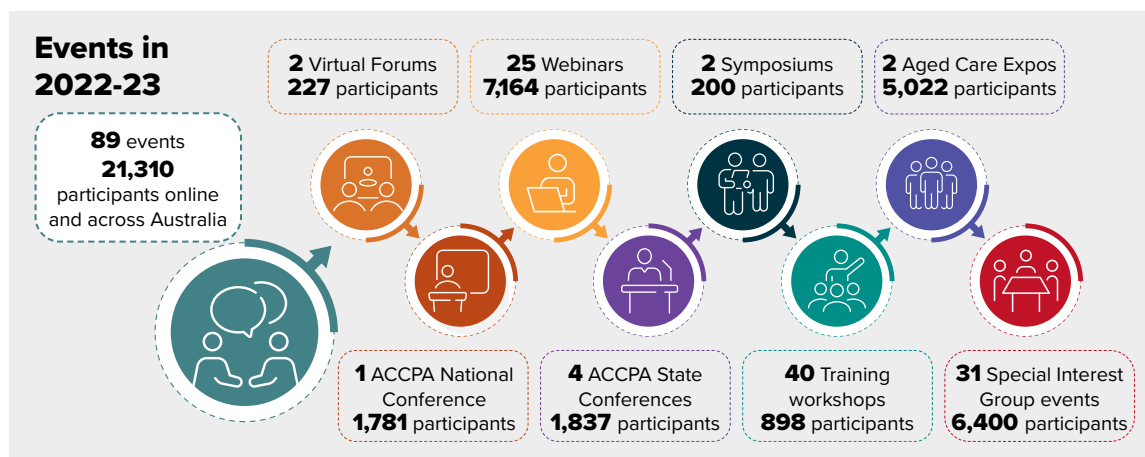 Events in
2022-23
89 events
21,310
participants online
and across Australia
2 Virtual Forums
227 participants
1 ACCPA National
Conference
1,781 participants
25 Webinars
7,164 participants
4 ACCPA State
Conferences
1,837 participants
2 Symposiums
200 participants
40 Training
workshops
898 participants
2 Aged Care Expos
5,022 participants
31 Special Interest
Group events
6,400 participants